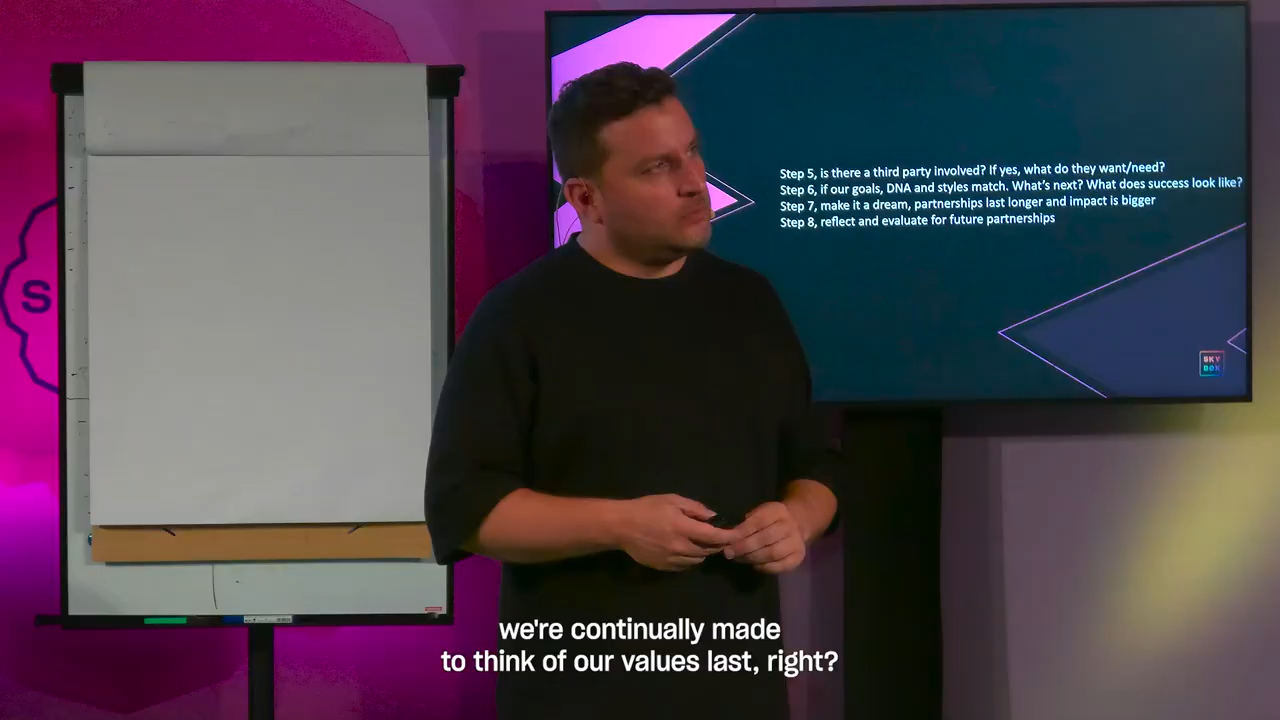 S
Step 5, is there a third party involved? If yes, what do they want/need?
Step 6, if our goals, DNA and styles match. What's next? What does success look like?
Step 7, make it a dream, partnerships last longer and impact is bigger
Step 8, reflect and evaluate for future partnerships
SKY
BOX
we're continually made
to think of our values last, right?